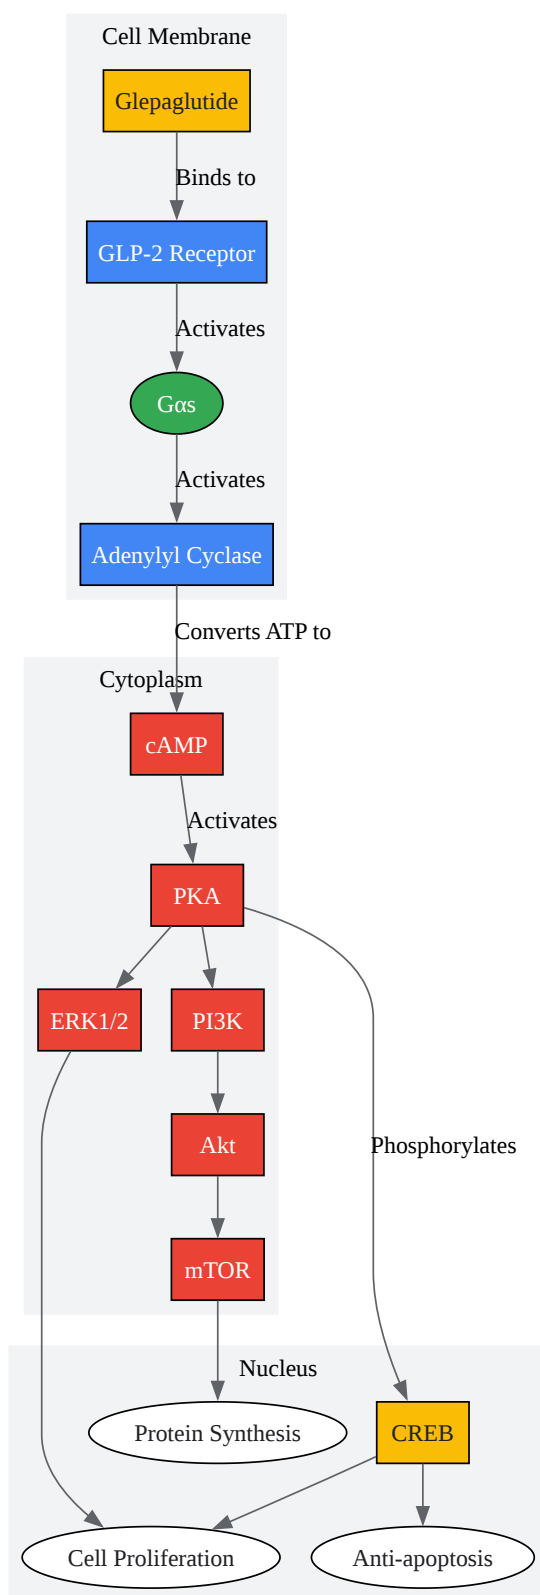 Cell Membrane
Glepaglutide
Binds to
GLP-2 Receptor
Activates
Gαs
Activates
Adenylyl Cyclase
Converts ATP to
Cytoplasm
cAMP
Activates
PKA
ERK1/2
PI3K
Akt
Phosphorylates
mTOR
Nucleus
Protein Synthesis
CREB
Cell Proliferation
Anti-apoptosis